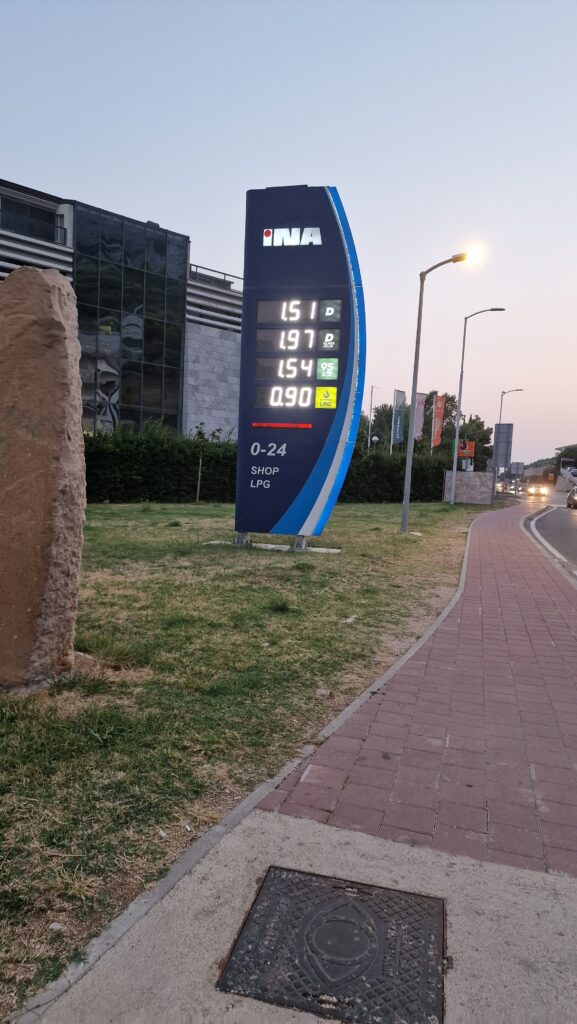 INA
1.51 D
1.97 D
1.54 95
0.90 LPG
0-24
SHOP
LPG